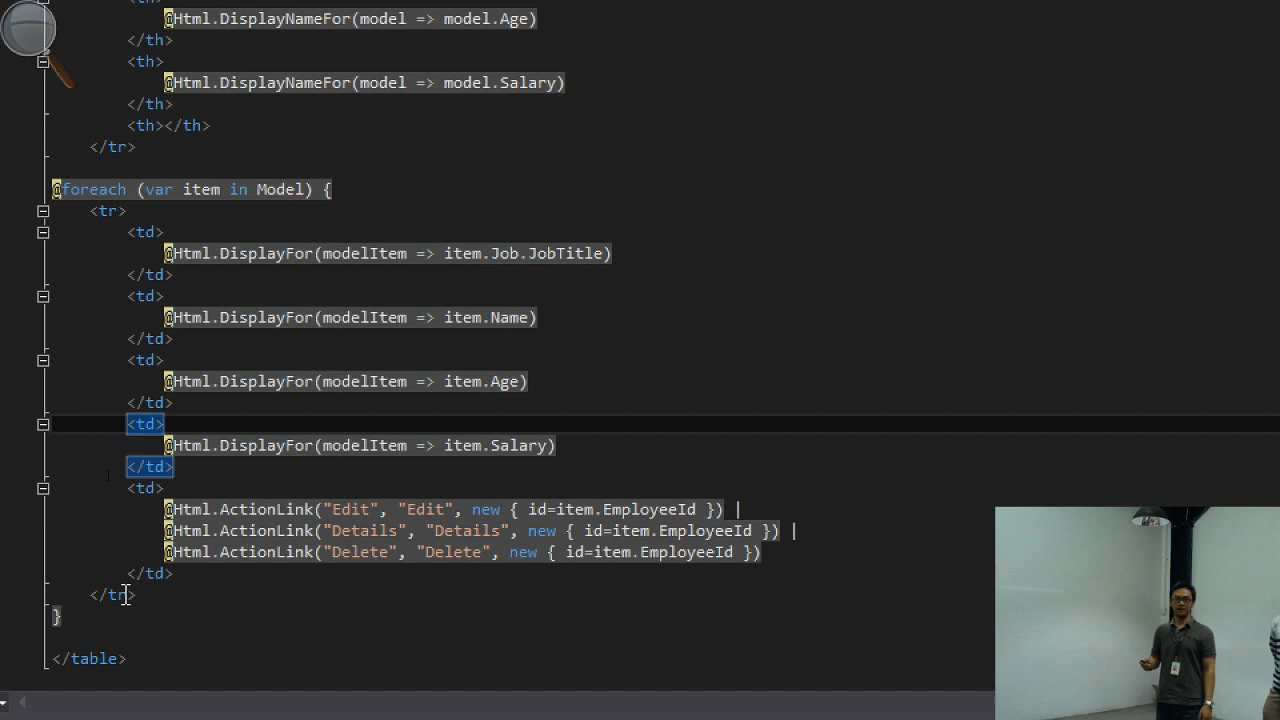 <th>
@Html.DisplayNameFor(model => model.Age)
</th>
<th>
@Html.DisplayNameFor(model => model.Salary)
</th>
<th></th>
</tr>
@foreach (var item in Model) {
<tr>
<td>
@Html.DisplayFor(modelItem => item.Job.JobTitle)
</td>
<td>
@Html.DisplayFor(modelItem => item.Name)
</td>
<td>
@Html.DisplayFor(modelItem => item.Age)
</td>
<td>
@Html.DisplayFor(modelItem => item.Salary)
</td>
<td>
@Html.ActionLink("Edit", "Edit", new { id=item.EmployeeId }) |
@Html.ActionLink("Details", "Details", new { id=item.EmployeeId }) |
@Html.ActionLink("Delete", "Delete", new { id=item.EmployeeId })
</td>
</tr>
}
</table>